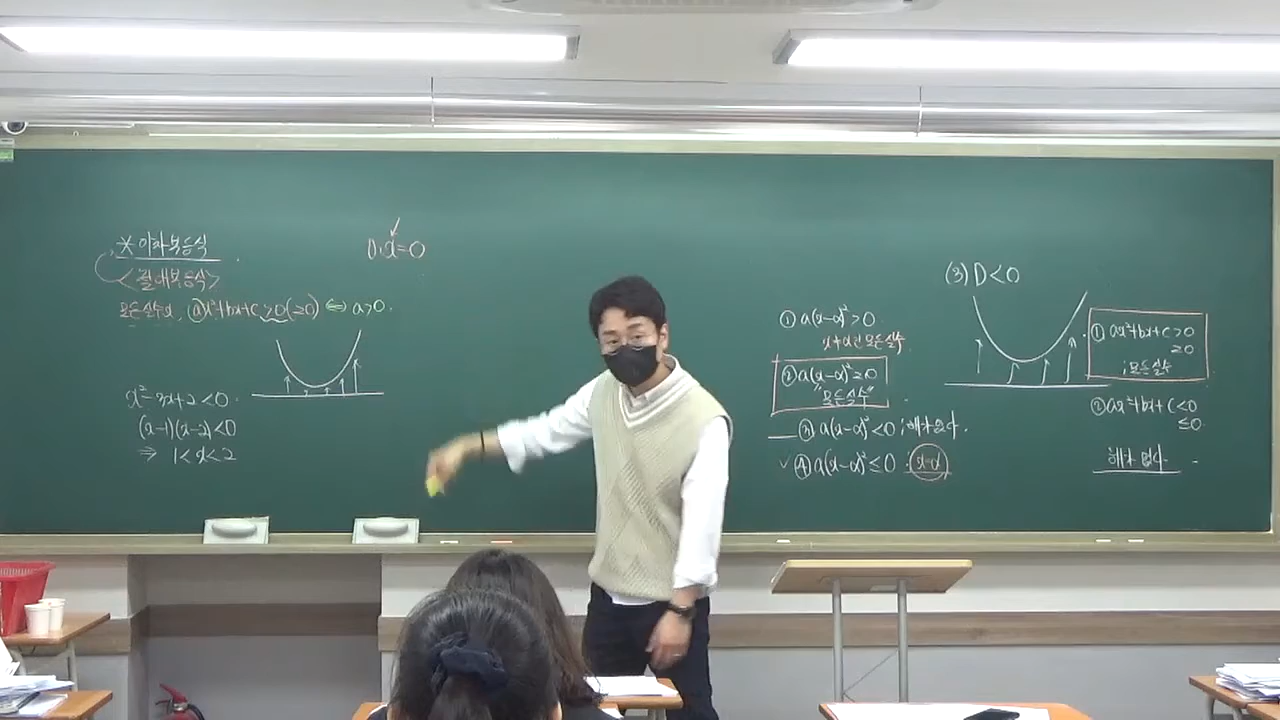 * 이차부등식
<절대부등식>
모든 실수 x, ax²+bx+c>0(≥0) ⇔ a>0.
x²-3x+2<0
(x-1)(x-2)<0
⇒ 1<x<2
0·x=0
① a(x-α)²>0
x≠α인 모든실수
② a(x-α)²≥0
"모든실수"
③ a(x-α)²<0 ; 해가 없다.
④ a(x-α)²≤0 : x=α
(3) D<0
① ax²+bx+c>0
≥0
; 모든실수
② ax²+bx+c<0
≤0.
해가 없다